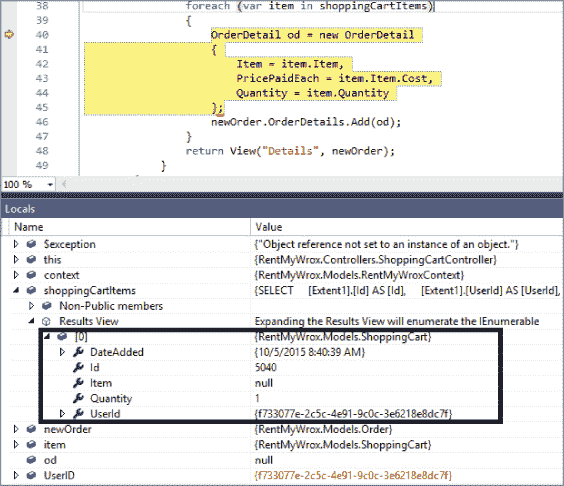 38 foreach (var item in shoppingCartItems)
39 {
40 OrderDetail od = new OrderDetail
41 {
42 Item = item.Item,
43 PricePaidEach = item.Item.Cost,
44 Quantity = item.Quantity
45 };
46 newOrder.OrderDetails.Add(od);
47 }
48 return View("Details", newOrder);
49 }
100 %
Locals
Name Value
$exception {"Object reference not set to an instance of an object."}
this {RentMyWrox.Controllers.ShoppingCartController}
context {RentMyWrox.Models.RentMyWroxContext}
shoppingCartItems {SELECT [Extent1].[Id] AS [Id], [Extent1].[UserId] AS [UserId],
Non-Public members
Results View Expanding the Results View will enumerate the IEnumerable
[0] {RentMyWrox.Models.ShoppingCart}
DateAdded {10/5/2015 8:40:39 AM}
Id 5040
Item null
Quantity 1
UserId {f733077e-2c5c-4e91-9c0c-3e6218e8dc7f}
newOrder {RentMyWrox.Models.Order}
item {RentMyWrox.Models.ShoppingCart}
od null
UserID {f733077e-2c5c-4e91-9c0c-3e6218e8dc7f}